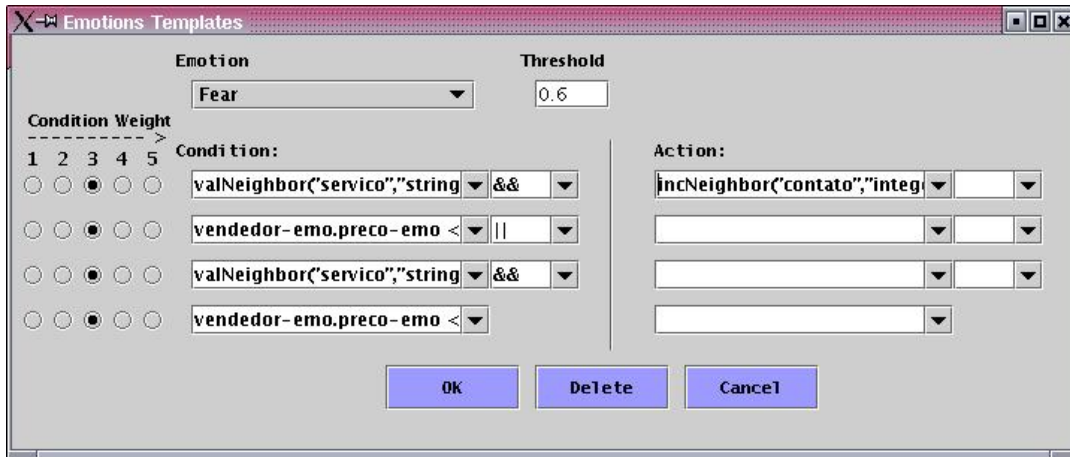 Emotions Templates
Emotion Threshold
Fear 0.6
Condition Weight
- - - - - - - - - - >
1 2 3 4 5 Condition: Action:
valNeighbor("servico","string && incNeighbor("contato","intege
vendedor-emo.preco-emo < ||
valNeighbor("servico","string &&
vendedor-emo.preco-emo <
OK Delete Cancel